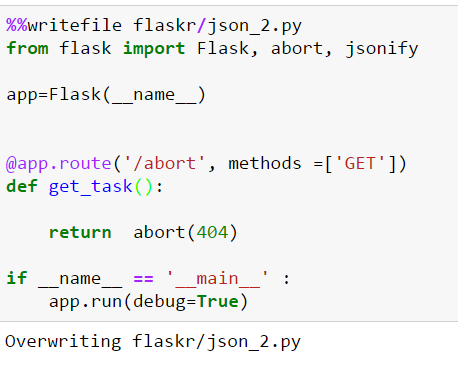 %%writefile flaskr/json_2.py
from flask import Flask, abort, jsonify
app=Flask(__name__)
@app.route('/abort', methods =['GET'])
def get_task():
    return  abort(404)
if __name__ == '__main__' :
    app.run(debug=True)
Overwriting flaskr/json_2.py